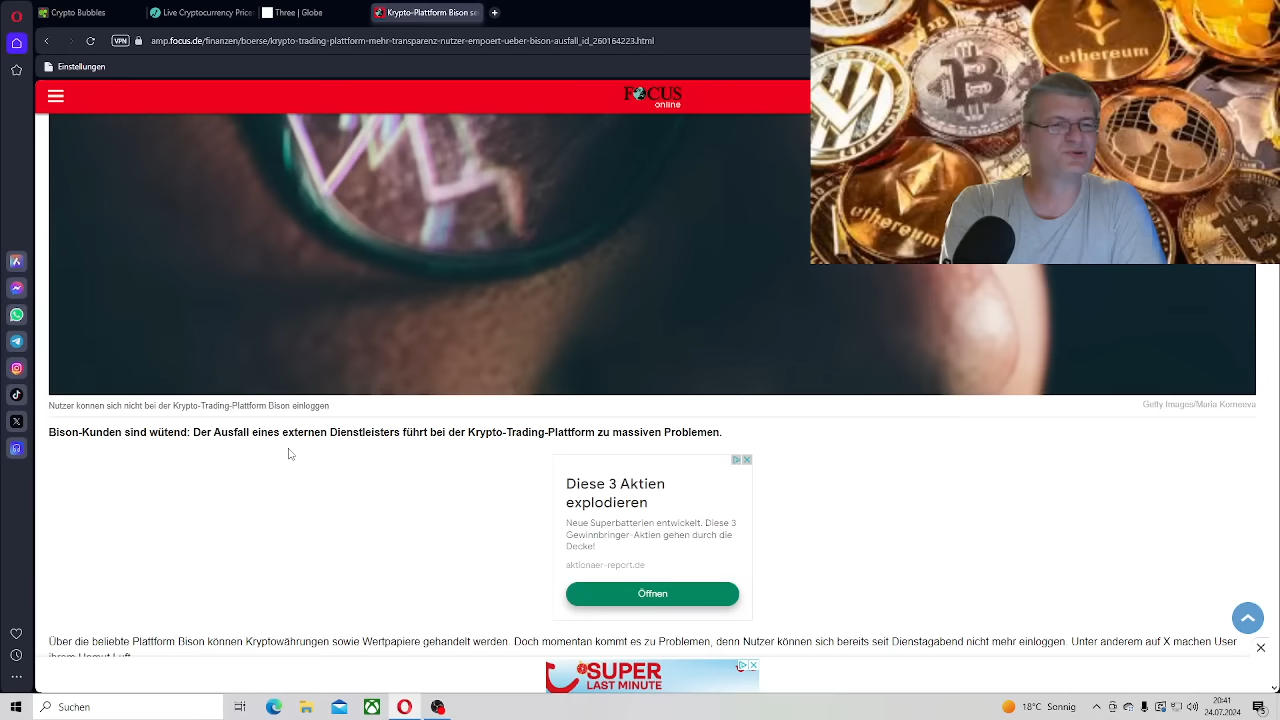 Crypto Bubbles
Live Cryptocurrency Price
Three | Globe
Krypto-Plattform Bison se
VPN
amp.focus.de/finanzen/boerse/krypto-trading-plattform-mehr-transparenz-nutzer-empoert-ueber-bison-ausfall_id_260164223.html
Einstellungen
FOCUS
online
ethereum
ethereum
Nutzer können sich nicht bei der Krypto-Trading-Plattform Bison einloggen
Getty Images/Maria Korneeva
Bison-Kunden sind wütend: Der Ausfall eines externen Dienstleisters führt bei der Krypto-Trading-Plattform zu massiven Problemen.
Diese 3 Aktien
explodieren
Neue Superbatterien entwickelt. Diese 3
Gewinnbringer-Aktien gehen durch die
Decke!
aktionaer-report.de
Öffnen
Über die beliebte Plattform Bison können Kryptowährungen sowie Wertpapiere gehandelt werden. Doch momentan kommt es zu Problemen, denn Nutzer können sich bereits seit Dienstagabend nicht mehr einloggen. Unter anderem auf X machen User
ihrem Unmut Luft.
SUPER
LAST MINUTE
Suchen
18°C Sonnig
20:41
24.07.2024